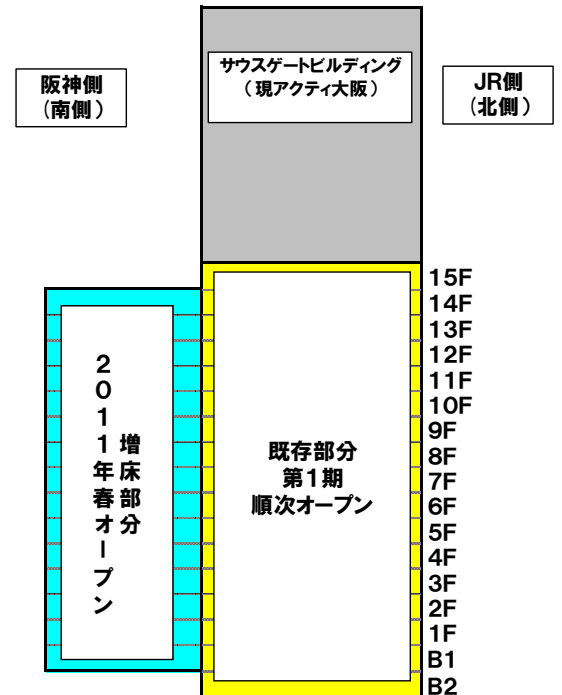 サウスゲートビルディング
（現アクティ大阪）
阪神側
(南側）
JR側
（北側）
15F
14F
13F
12F
11F
10F
9F
8F
7F
6F
5F
4F
3F
2F
1F
B1
B2
増床部分
2011年春オープン
既存部分
第1期
順次オープン